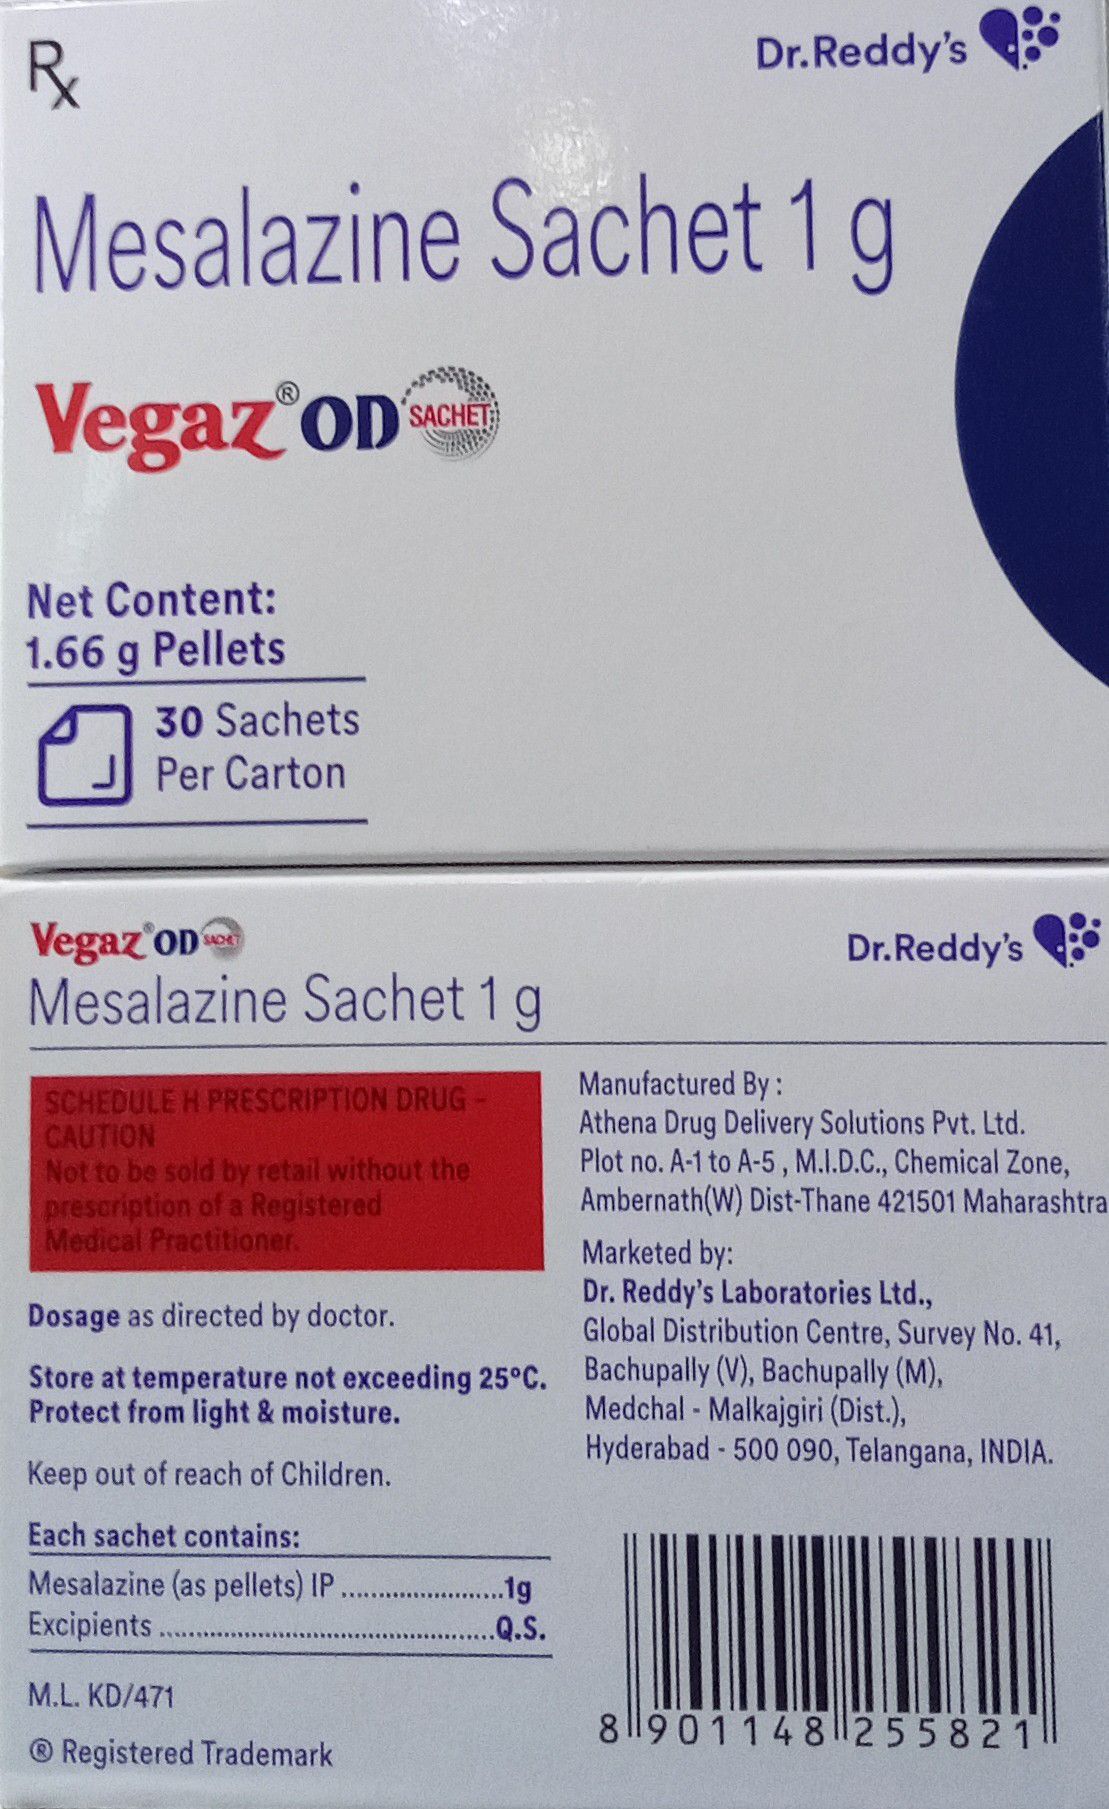 Rx
Dr.Reddy's
Mesalazine Sachet 1 g
Vegaz® OD SACHET
Net Content:
1.66 g Pellets
30 Sachets
Per Carton
Vegaz® OD SACHET
Dr.Reddy's
Mesalazine Sachet 1 g
SCHEDULE H PRESCRIPTION DRUG -
CAUTION
Not to be sold by retail without the
prescription of a Registered
Medical Practitioner.
Dosage as directed by doctor.
Store at temperature not exceeding 25°C.
Protect from light & moisture.
Keep out of reach of Children.
Each sachet contains:
Mesalazine (as pellets) IP .......................1g
Excipients ..............................................Q.S.
M.L. KD/471
® Registered Trademark
Manufactured By :
Athena Drug Delivery Solutions Pvt. Ltd.
Plot no. A-1 to A-5 , M.I.D.C., Chemical Zone,
Ambernath(W) Dist-Thane 421501 Maharashtra
Marketed by:
Dr. Reddy's Laboratories Ltd.,
Global Distribution Centre, Survey No. 41,
Bachupally (V), Bachupally (M),
Medchal - Malkajgiri (Dist.),
Hyderabad - 500 090, Telangana, INDIA.
8 901148 255821